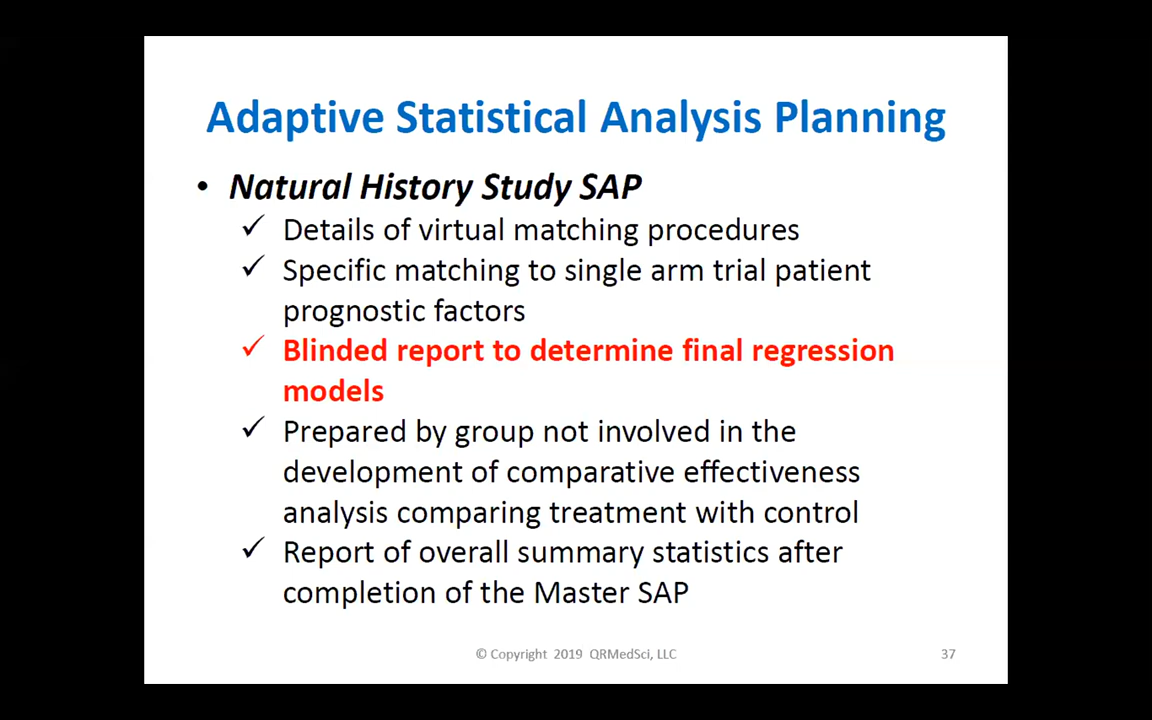 Adaptive Statistical Analysis Planning
• Natural History Study SAP
✓ Details of virtual matching procedures
✓ Specific matching to single arm trial patient
prognostic factors
✓ Blinded report to determine final regression
models
✓ Prepared by group not involved in the
development of comparative effectiveness
analysis comparing treatment with control
✓ Report of overall summary statistics after
completion of the Master SAP
© Copyright 2019 QRMedSci, LLC
37